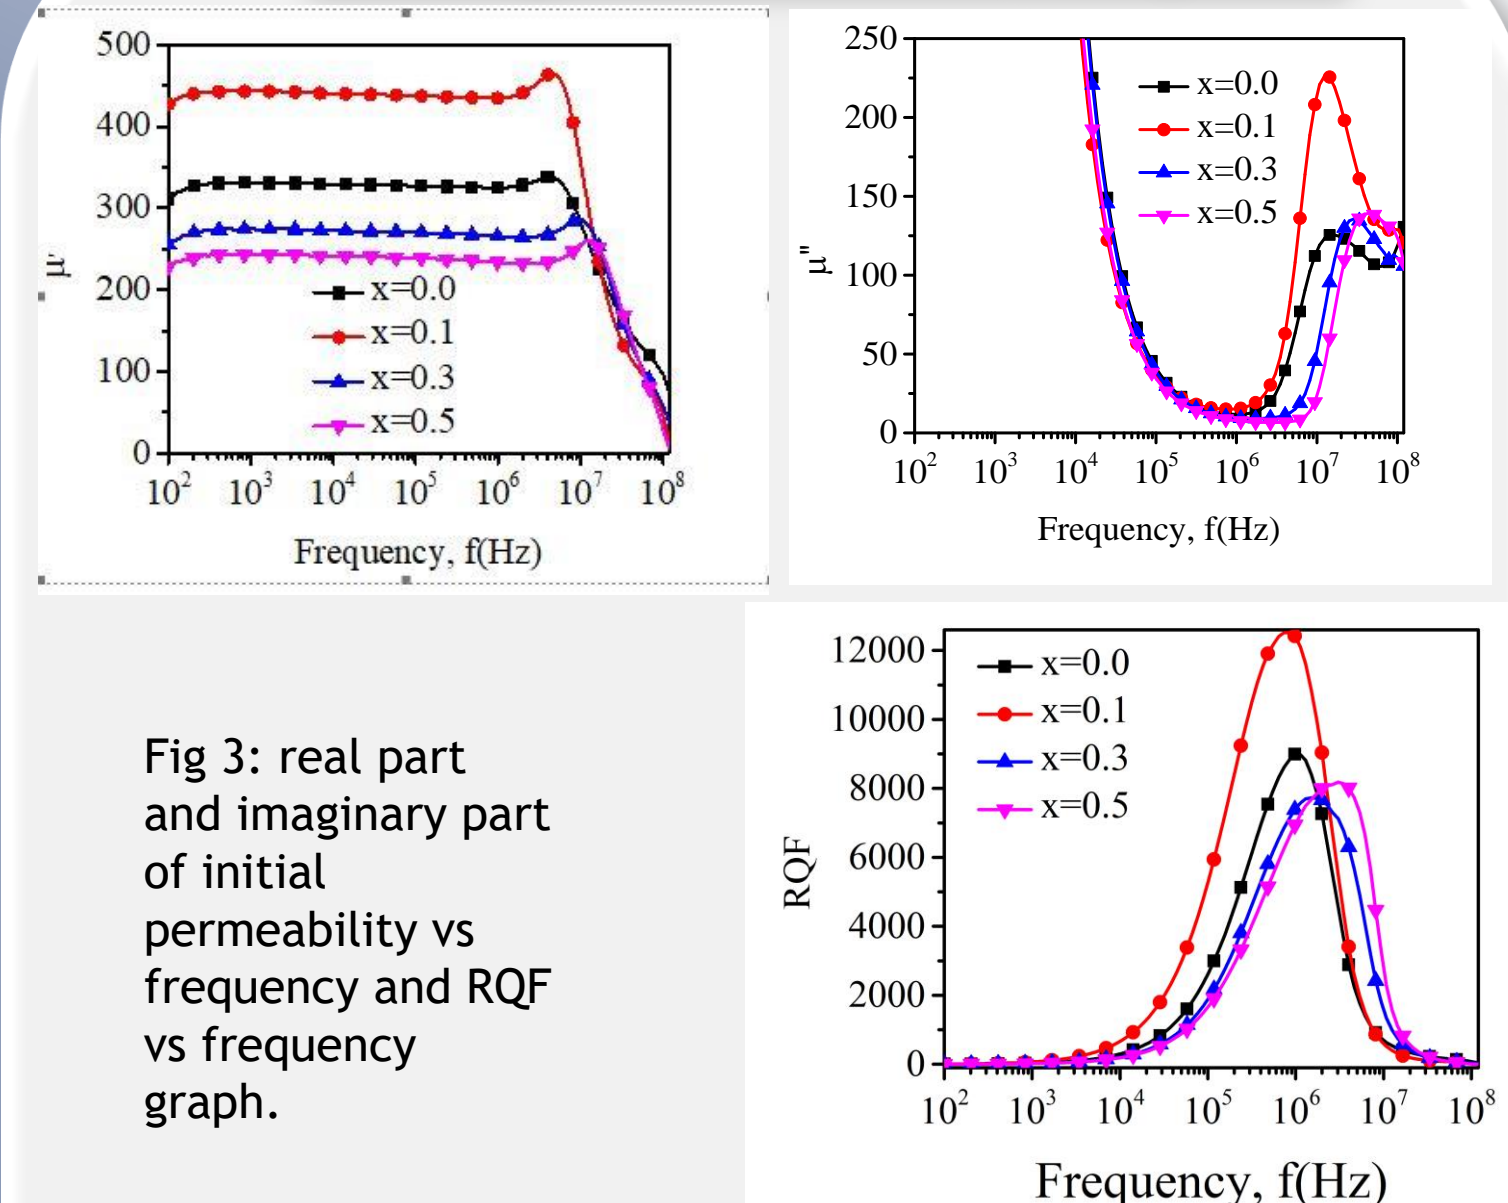 500
400
300
200
100
0
μ'
x=0.0
x=0.1
x=0.3
x=0.5
10² 10³ 10⁴ 10⁵ 10⁶ 10⁷ 10⁸
Frequency, f(Hz)
250
200
150
100
50
0
μ"
x=0.0
x=0.1
x=0.3
x=0.5
10² 10³ 10⁴ 10⁵ 10⁶ 10⁷ 10⁸
Frequency, f(Hz)
Fig 3: real part
and imaginary part
of initial
permeability vs
frequency and RQF
vs frequency
graph.
12000
10000
8000
6000
4000
2000
0
RQF
x=0.0
x=0.1
x=0.3
x=0.5
10² 10³ 10⁴ 10⁵ 10⁶ 10⁷ 10⁸
Frequency, f(Hz)